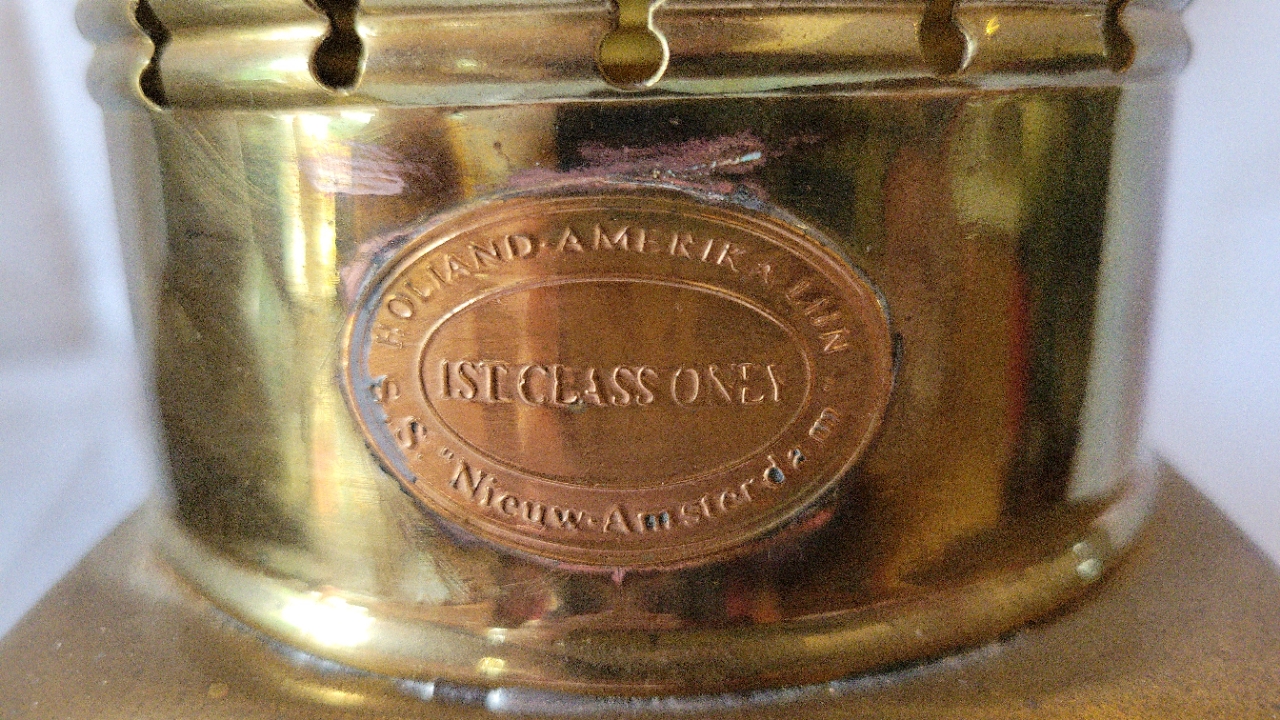 HOLLAND-AMERIKA LIJN
1ST. CLASS ONLY
S.S. "Nieuw-Amsterdam"